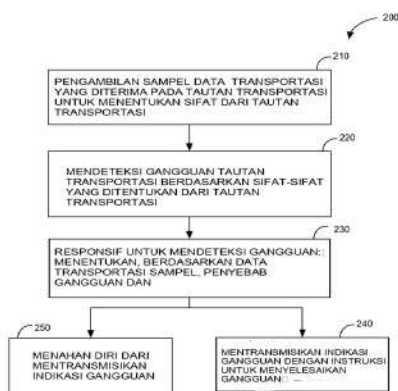 200
210
PENGAMBILAN SAMPEL DATA TRANSPORTASI
YANG DITERIMA PADA TAUTAN TRANSPORTASI
UNTUK MENENTUKAN SIFAT DARI TAUTAN
TRANSPORTASI
220
MENDETEKSI GANGGUAN TAUTAN
TRANSPORTASI BERDASARKAN SIFAT-SIFAT
YANG DITENTUKAN DARI TAUTAN
TRANSPORTASI
230
RESPONSIF UNTUK MENDETEKSI GANGGUAN::
MENENTUKAN, BERDASARKAN DATA
TRANSPORTASI SAMPEL, PENYEBAB
GANGGUAN DAN
250
MENAHAN DIRI DARI
MENTRANSMISIKAN
INDIKASI GANGGUAN
240
MENTRANSMISIKAN INDIKASI
GANGGUAN DENGAN INSTRUKSI
UNTUK MENYELESAIKAN
GANGGUAN::